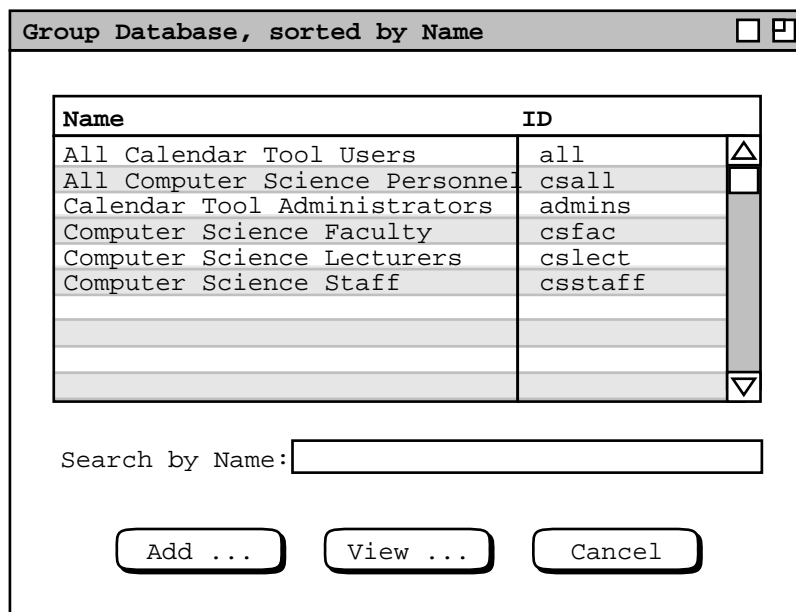 Group Database, sorted by Name
Name ID
All Calendar Tool Users all
All Computer Science Personnel csall
Calendar Tool Administrators admins
Computer Science Faculty csfac
Computer Science Lecturers cslect
Computer Science Staff csstaff
Search by Name:
Add ... View ... Cancel